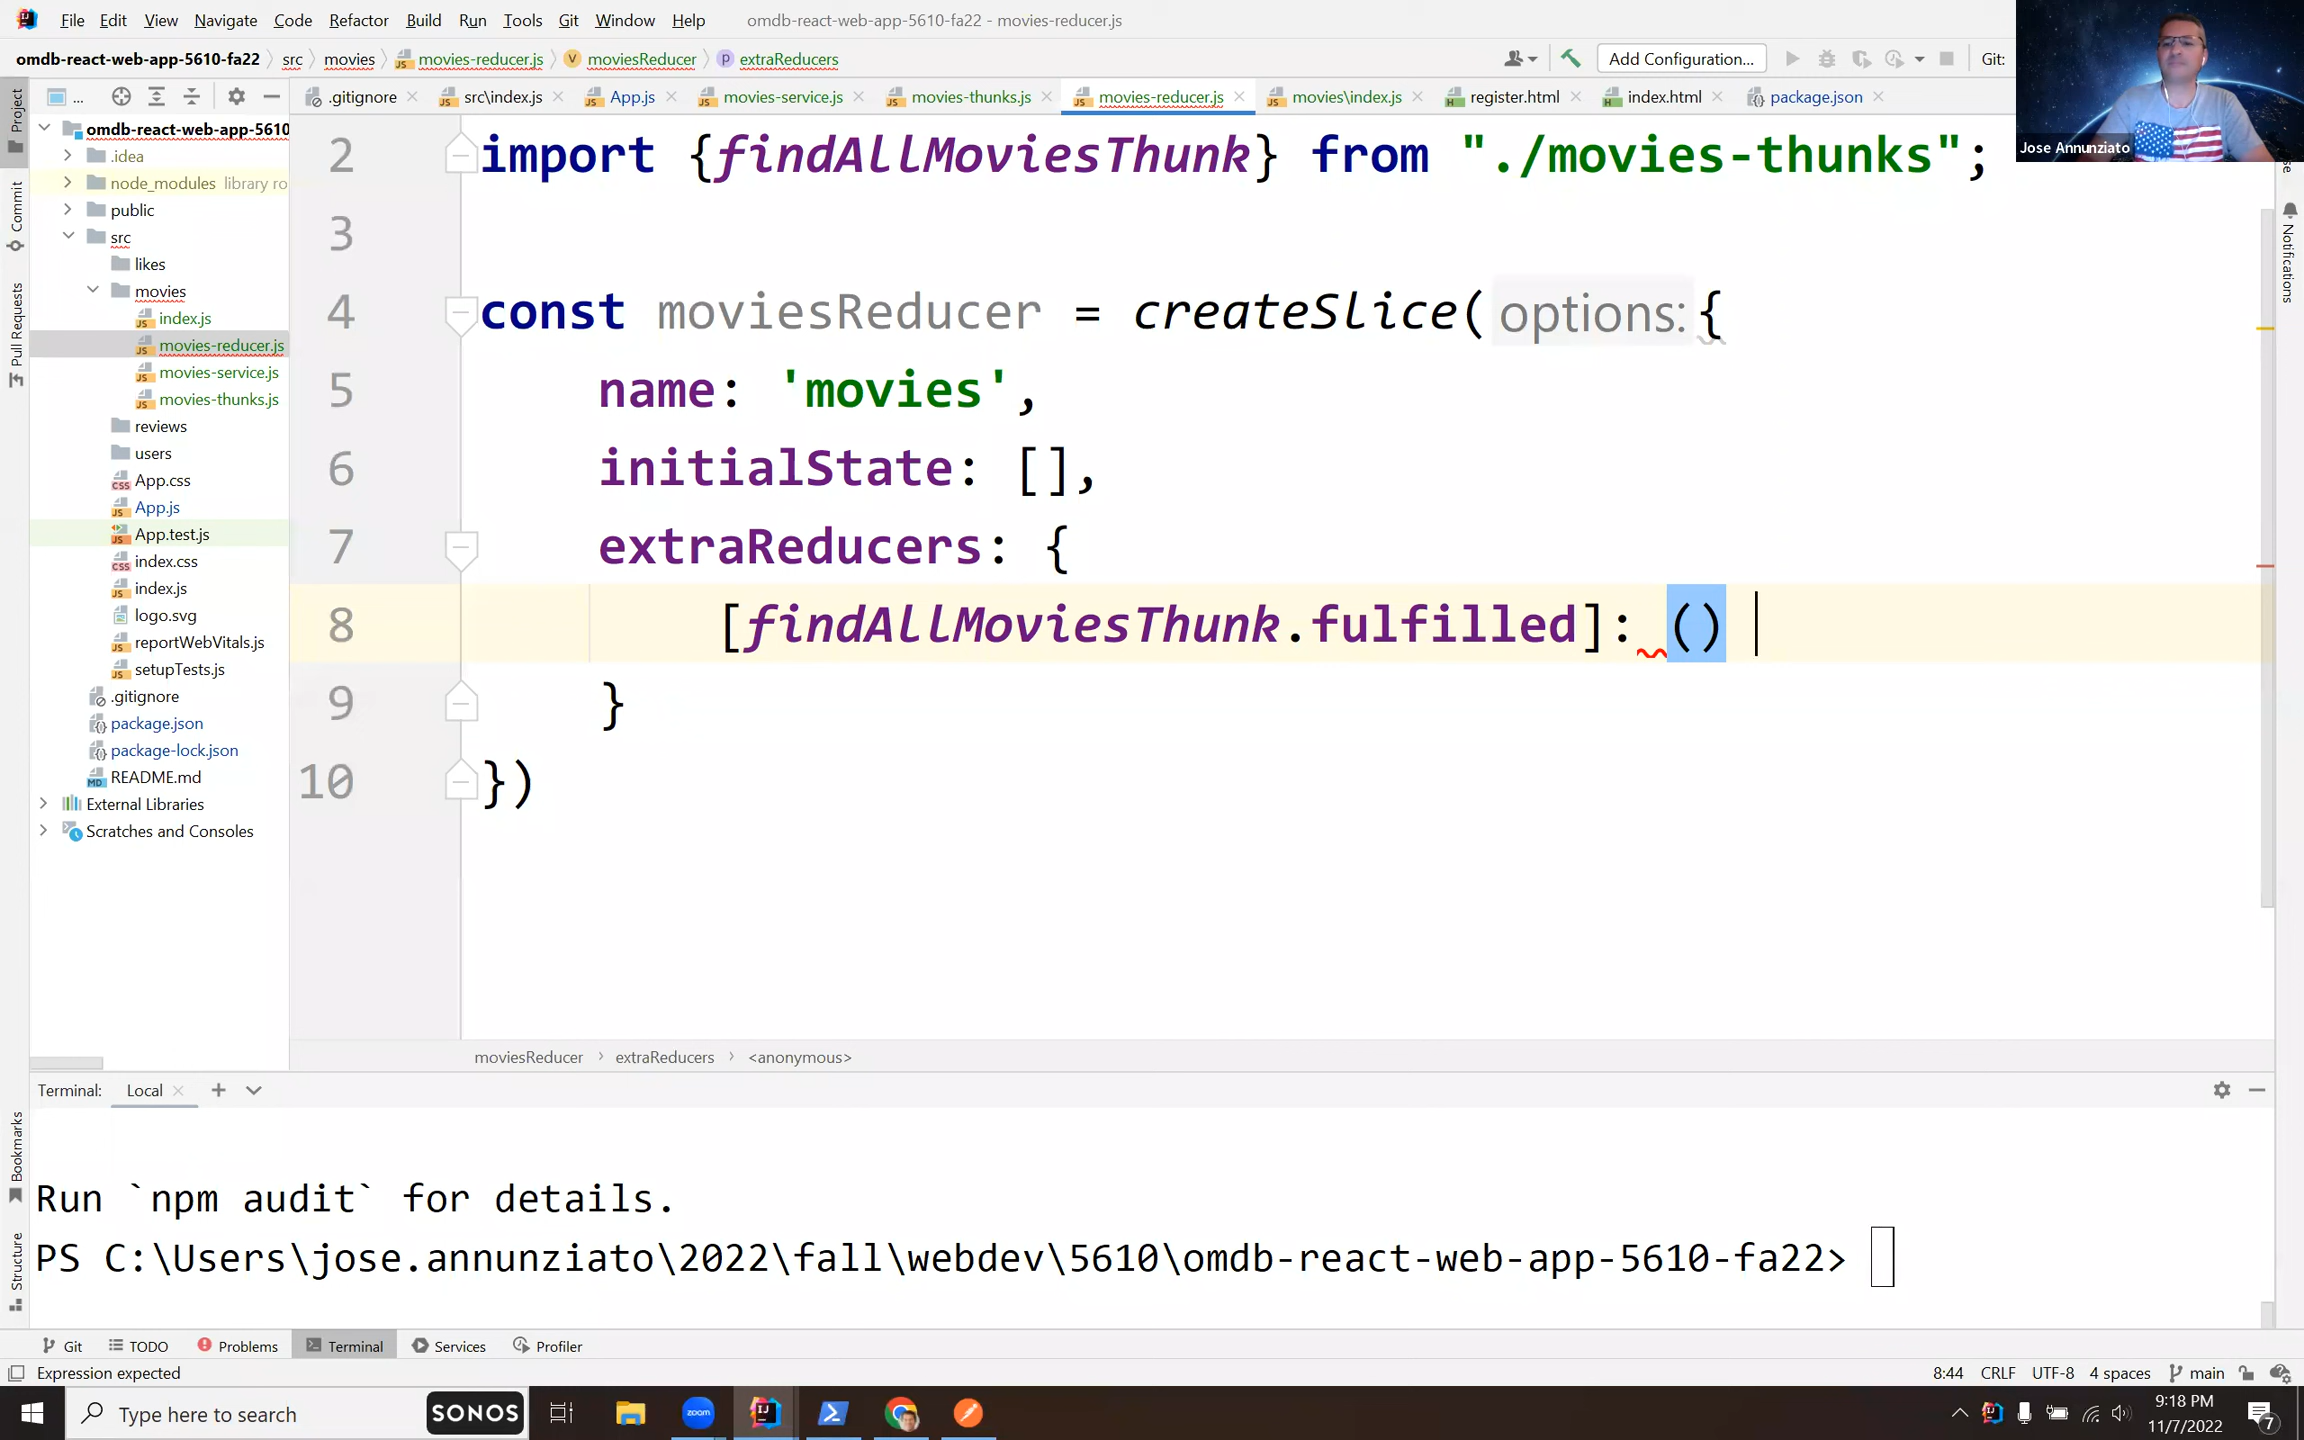 File Edit View Navigate Code Refactor Build Run Tools Git Window Help omdb-react-web-app-5610-fa22 - movies-reducer.js
omdb-react-web-app-5610-fa22 src movies movies-reducer.js moviesReducer extraReducers Add Configuration... Git:
... .gitignore src\index.js App.js movies-service.js movies-thunks.js movies-reducer.js movies\index.js register.html index.html package.json
Jose Annunziato
Project
Commit
Pull Requests
Bookmarks
Structure
Notifications
omdb-react-web-app-5610
.idea
node_modules library ro
public
src
likes
movies
index.js
movies-reducer.js
movies-service.js
movies-thunks.js
reviews
users
App.css
App.js
App.test.js
index.css
index.js
logo.svg
reportWebVitals.js
setupTests.js
.gitignore
package.json
package-lock.json
README.md
External Libraries
Scratches and Consoles
2 import {findAllMoviesThunk} from "./movies-thunks";
3
4 const moviesReducer = createSlice( options: {
5 name: 'movies',
6 initialState: [],
7 extraReducers: {
8 [findAllMoviesThunk.fulfilled]: ()
9 }
10 })
moviesReducer extraReducers <anonymous>
Terminal: Local
Run `npm audit` for details.
PS C:\Users\jose.annunziato\2022\fall\webdev\5610\omdb-react-web-app-5610-fa22>
Git TODO Problems Terminal Services Profiler
Expression expected 8:44 CRLF UTF-8 4 spaces main
Type here to search SONOS zoom 9:18 PM
11/7/2022 7